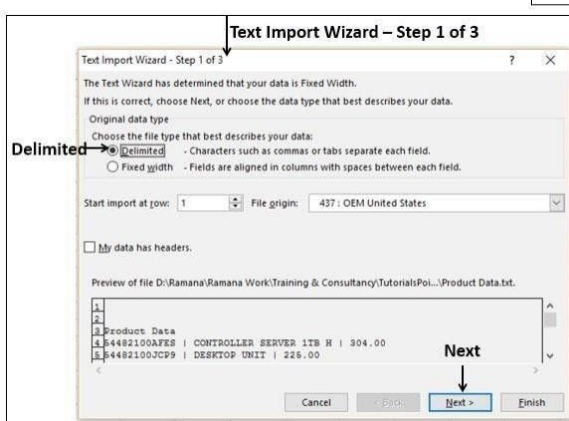 Text Import Wizard – Step 1 of 3
Text Import Wizard - Step 1 of 3 ? ×
The Text Wizard has determined that your data is Fixed Width.
If this is correct, choose Next, or choose the data type that best describes your data.
Original data type
Choose the file type that best describes your data:
Delimited
Delimited - Characters such as commas or tabs separate each field.
Fixed width - Fields are aligned in columns with spaces between each field.
Start import at row: 1 File origin: 437 : OEM United States
My data has headers.
Preview of file D:\Ramana\Ramana Work\Training & Consultancy\TutorialsPoi...\Product Data.txt.
1
2
3 Product Data
4 54482100AFES | CONTROLLER SERVER 1TB H | 304.00
5 54482100JCP9 | DESKTOP UNIT | 225.00
Next
Cancel < Back Next > Finish